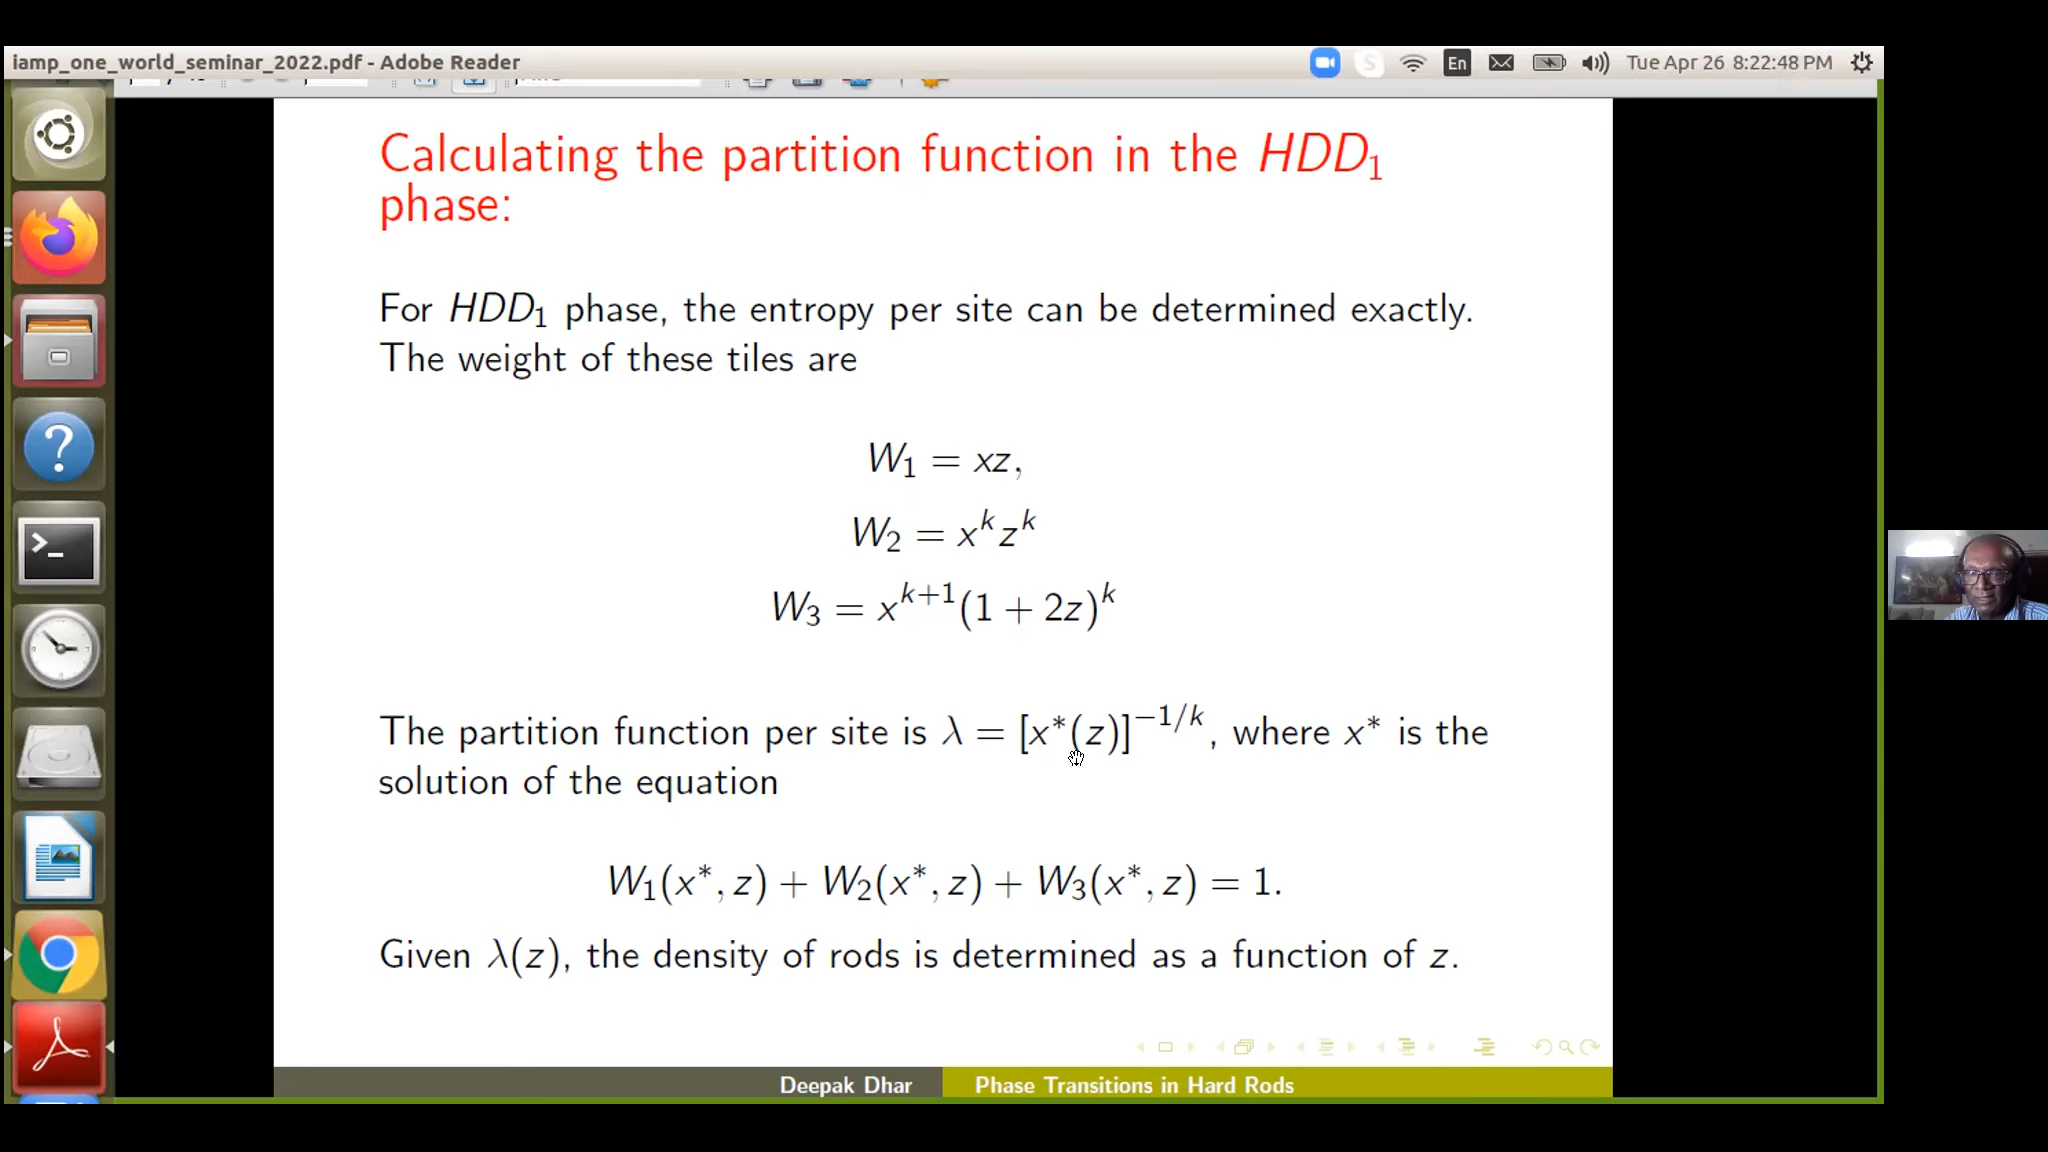 iamp_one_world_seminar_2022.pdf - Adobe Reader
En
Tue Apr 26 8:22:48 PM
Calculating the partition function in the HDD₁
phase:
For HDD₁ phase, the entropy per site can be determined exactly.
The weight of these tiles are
W₁ = xz,
W₂ = xᵏzᵏ
W₃ = xᵏ⁺¹(1 + 2z)ᵏ
The partition function per site is λ = [x*(z)]⁻¹/ᵏ, where x* is the
solution of the equation
W₁(x*, z) + W₂(x*, z) + W₃(x*, z) = 1.
Given λ(z), the density of rods is determined as a function of z.
Deepak Dhar
Phase Transitions in Hard Rods